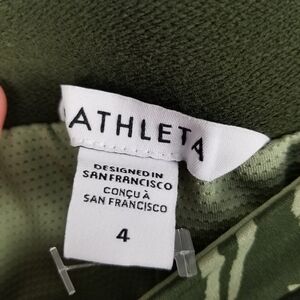 ATHLETA
DESIGNED IN
SAN FRANCISCO
CONÇU À
SAN FRANCISCO
4